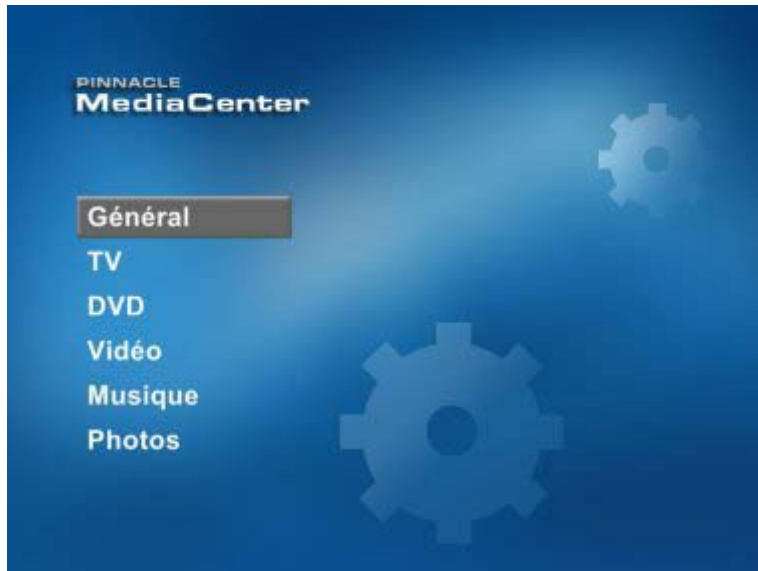 PINNACLE
MediaCenter
Général
TV
DVD
Vidéo
Musique
Photos